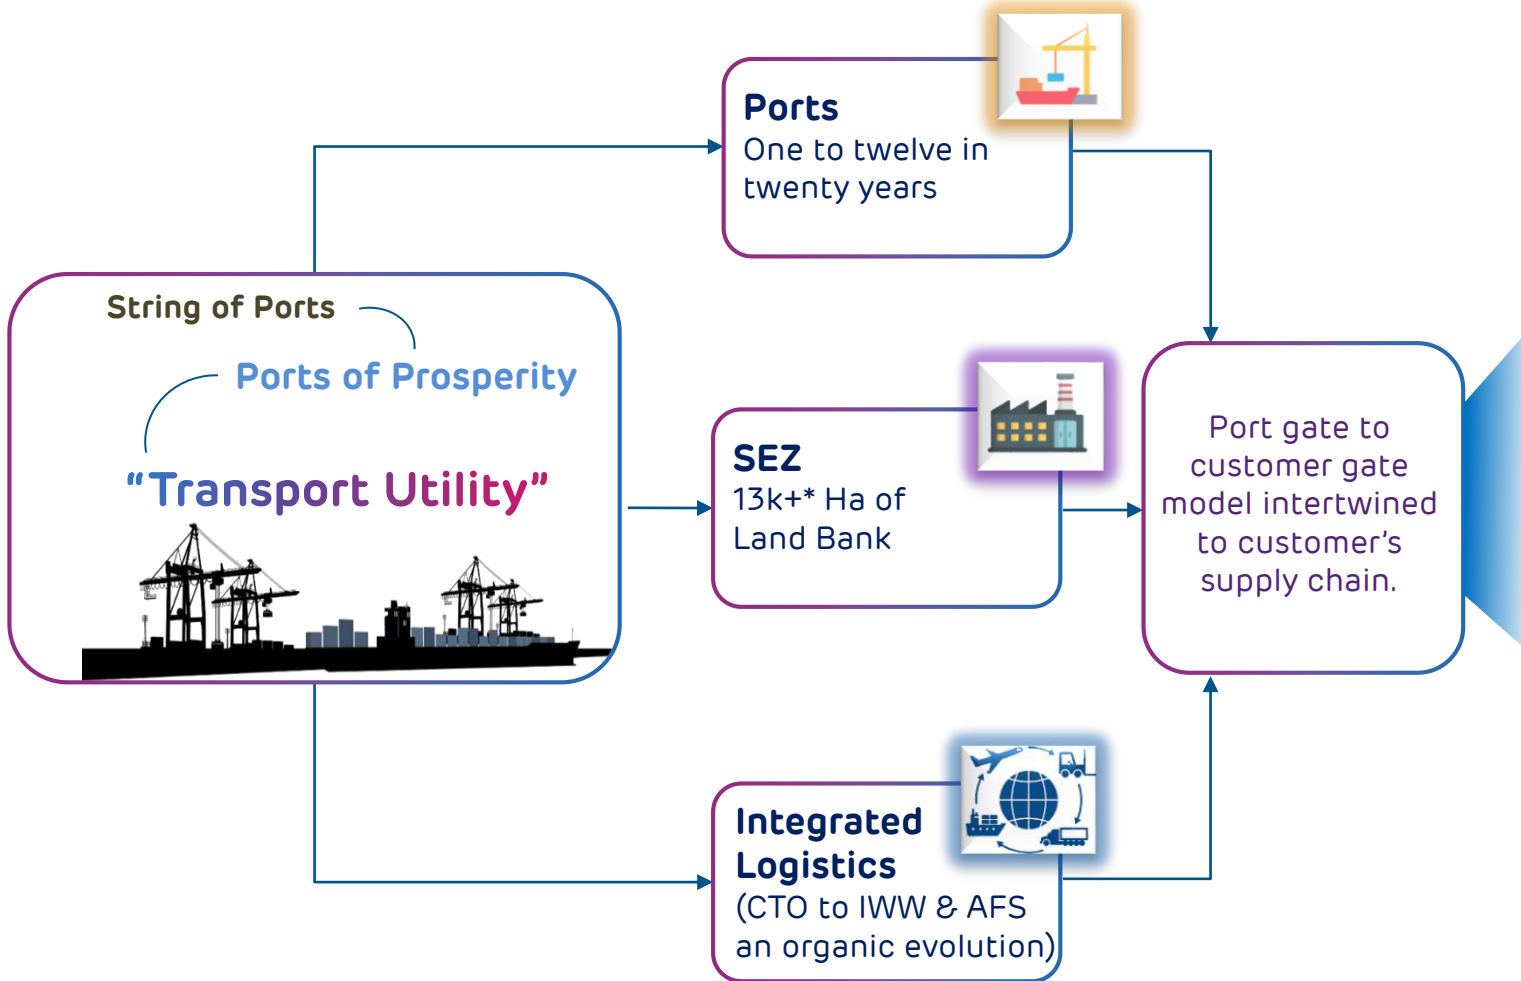 Ports
One to twelve in
twenty years
String of Ports
Ports of Prosperity
“Transport Utility”
SEZ
13k+* Ha of
Land Bank
Port gate to
customer gate
model intertwined
to customer’s
supply chain.
Integrated
Logistics
(CTO to IWW & AFS
an organic evolution)